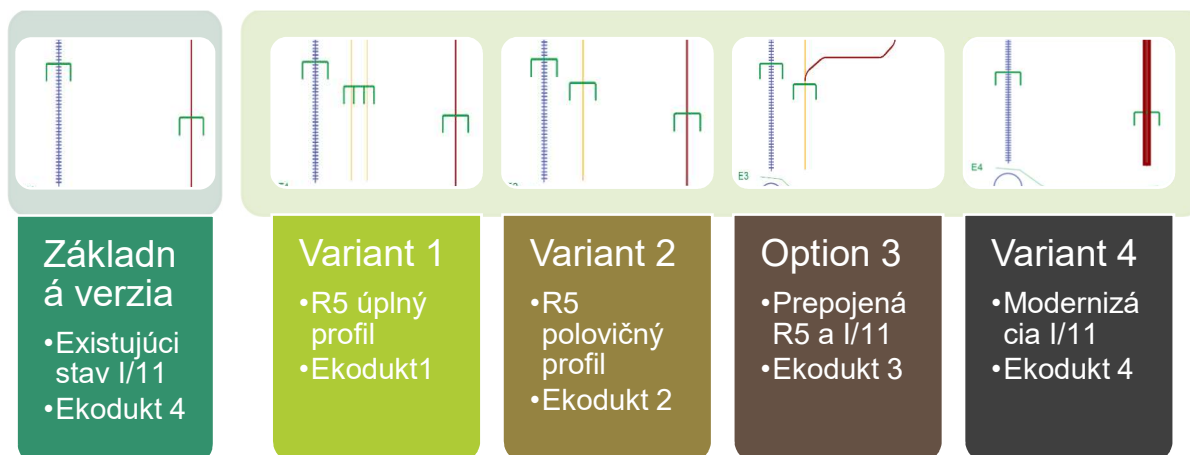 E3
E4
Základn
á verzia
•Existujúci
stav I/11
•Ekodukt 4
Variant 1
•R5 úplný
profil
•Ekodukt1
Variant 2
•R5
polovičný
profil
•Ekodukt 2
Option 3
•Prepojená
R5 a I/11
•Ekodukt 3
Variant 4
•Modernizá
cia I/11
•Ekodukt 4